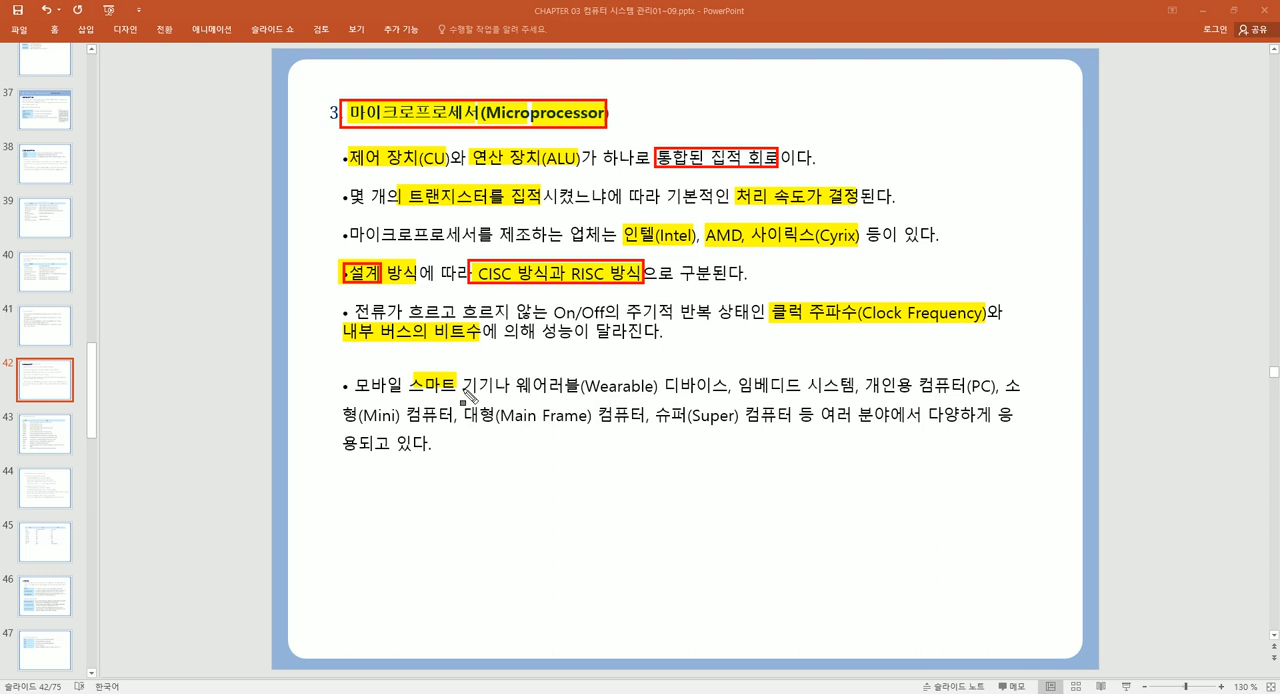 CHAPTER 03 컴퓨터 시스템 관리01~09.pptx - PowerPoint
파일 홈 삽입 디자인 전환 애니메이션 슬라이드 쇼 검토 보기 추가 기능 수행할 작업을 알려 주세요. 로그인 공유
37
38
39
40
41
42
43
44
45
46
47
3. 마이크로프로세서(Microprocessor)
•제어 장치(CU)와 연산 장치(ALU)가 하나로 통합된 집적 회로이다.
•몇 개의 트랜지스터를 집적시켰느냐에 따라 기본적인 처리 속도가 결정된다.
•마이크로프로세서를 제조하는 업체는 인텔(Intel), AMD, 사이릭스(Cyrix) 등이 있다.
•설계 방식에 따라 CISC 방식과 RISC 방식으로 구분된다.
• 전류가 흐르고 흐르지 않는 On/Off의 주기적 반복 상태인 클럭 주파수(Clock Frequency)와
내부 버스의 비트수에 의해 성능이 달라진다.
• 모바일 스마트 기기나 웨어러블(Wearable) 디바이스, 임베디드 시스템, 개인용 컴퓨터(PC), 소
형(Mini) 컴퓨터, 대형(Main Frame) 컴퓨터, 슈퍼(Super) 컴퓨터 등 여러 분야에서 다양하게 응
용되고 있다.
슬라이드 42/75 한국어 슬라이드 노트 메모 130 %